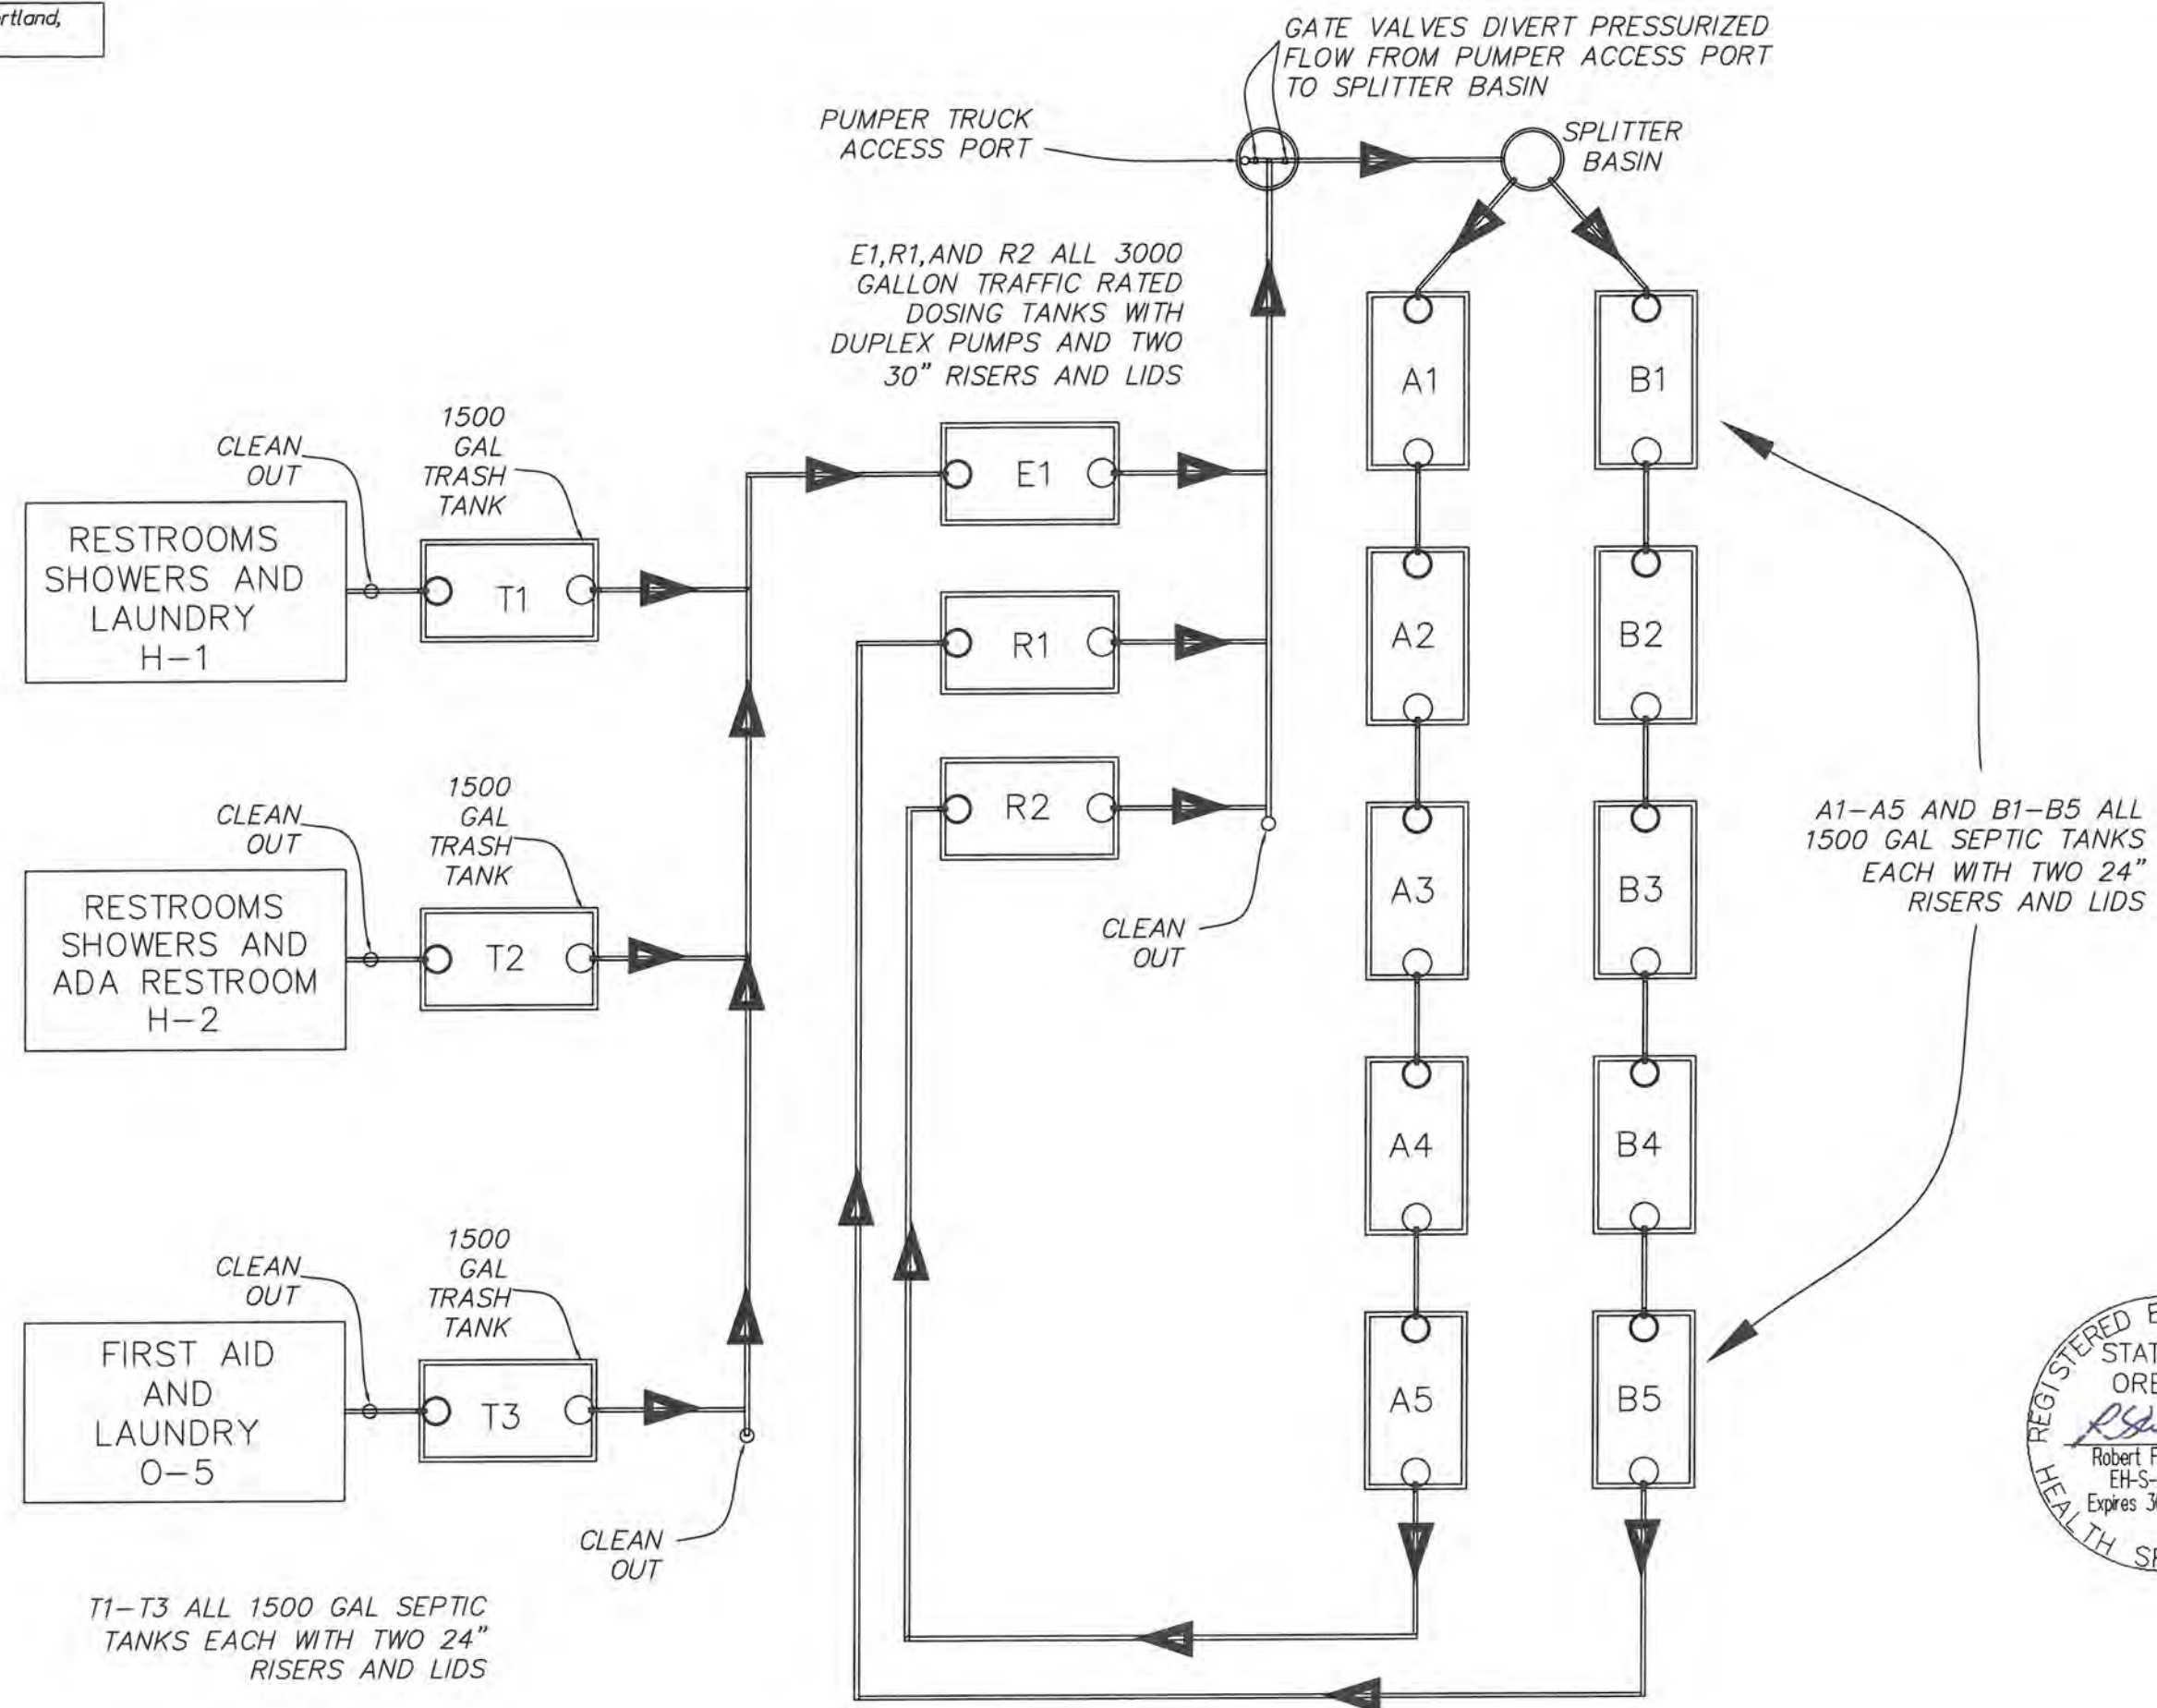 GATE VALVES DIVERT PRESSURIZED
FLOW FROM PUMPER ACCESS PORT
TO SPLITTER BASIN
PUMPER TRUCK
ACCESS PORT
SPLITTER
BASIN
E1,R1,AND R2 ALL 3000
GALLON TRAFFIC RATED
DOSING TANKS WITH
DUPLEX PUMPS AND TWO
30" RISERS AND LIDS
CLEAN
OUT
1500
GAL
TRASH
TANK
RESTROOMS
SHOWERS AND
LAUNDRY
H-1
T1
CLEAN
OUT
1500
GAL
TRASH
TANK
RESTROOMS
SHOWERS AND
ADA RESTROOM
H-2
T2
CLEAN
OUT
1500
GAL
TRASH
TANK
FIRST AID
AND
LAUNDRY
O-5
T3
CLEAN
OUT
T1-T3 ALL 1500 GAL SEPTIC
TANKS EACH WITH TWO 24"
RISERS AND LIDS
E1
R1
R2
CLEAN
OUT
A1
A2
A3
A4
A5
B1
B2
B3
B4
B5
A1-A5 AND B1-B5 ALL
1500 GAL SEPTIC TANKS
EACH WITH TWO 24"
RISERS AND LIDS
REGISTERED
HEALTH
Robert
EH-S-
Expires